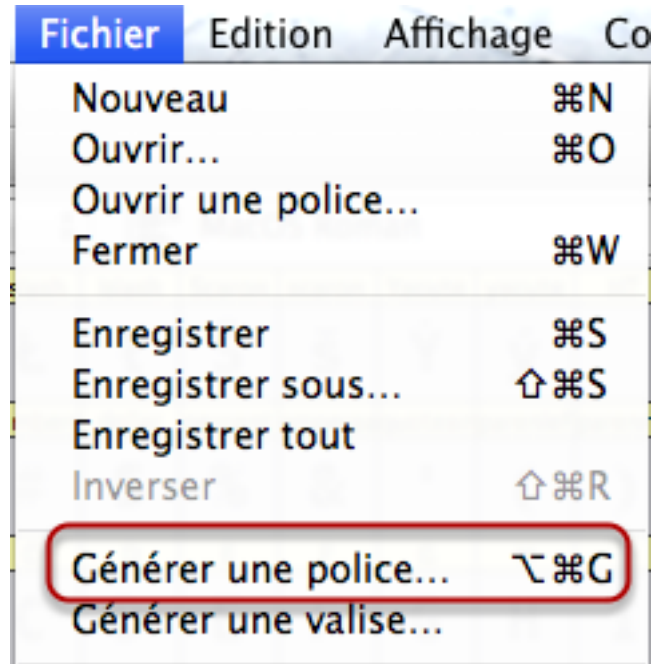 Fichier Edition Affichage Co
Nouveau ⌘N
Ouvrir... ⌘O
Ouvrir une police...
Fermer ⌘W
Enregistrer ⌘S
Enregistrer sous... ⇧⌘S
Enregistrer tout
Inverser ⇧⌘R
Générer une police... ⌥⌘G
Générer une valise...